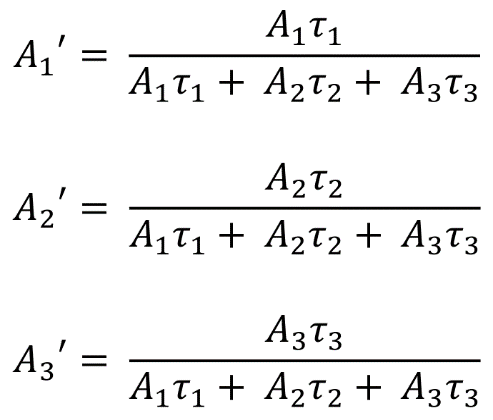 A₁′ = A₁τ₁ / (A₁τ₁ + A₂τ₂ + A₃τ₃)
A₂′ = A₂τ₂ / (A₁τ₁ + A₂τ₂ + A₃τ₃)
A₃′ = A₃τ₃ / (A₁τ₁ + A₂τ₂ + A₃τ₃)